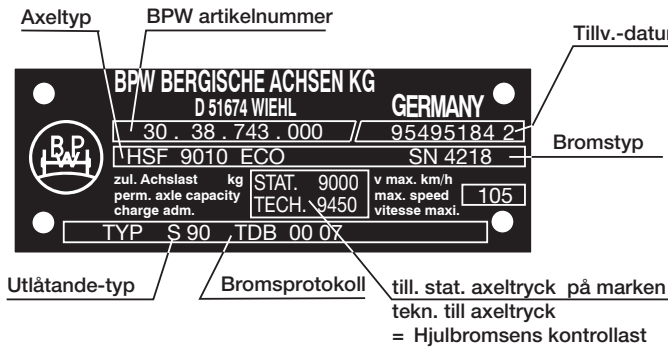 Axeltyp BPW artikelnummer
Tillv.-datum
BPW BERGISCHE ACHSEN KG
D 51674 WIEHL GERMANY
30 . 38 . 743 . 000 95495184 2
BPW
HSF 9010 ECO SN 4218
Bromstyp
zul. Achslast kg STAT. 9000 v max. km/h
perm. axle capacity TECH. 9450 max. speed 105
charge adm. vitesse maxi.
TYP S 90 TDB 00 07
Utlåtande-typ Bromsprotokoll till. stat. axeltryck på marken
tekn. till axeltryck
= Hjulbromsens kontrollast